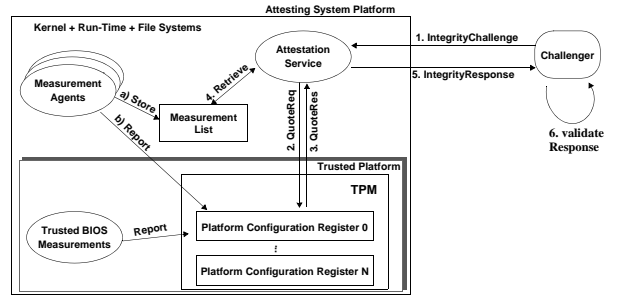 Attesting System Platform
Kernel + Run-Time + File Systems
Measurement
Agents
a) Store
b) Report
Measurement
List
4. Retrieve
Attestation
Service
1. IntegrityChallenge
5. IntegrityResponse
Challenger
6. validate
Response
2. QuoteReq
3. QuoteRes
Trusted Platform
TPM
Trusted BIOS
Measurements
Report
Platform Configuration Register 0
Platform Configuration Register N